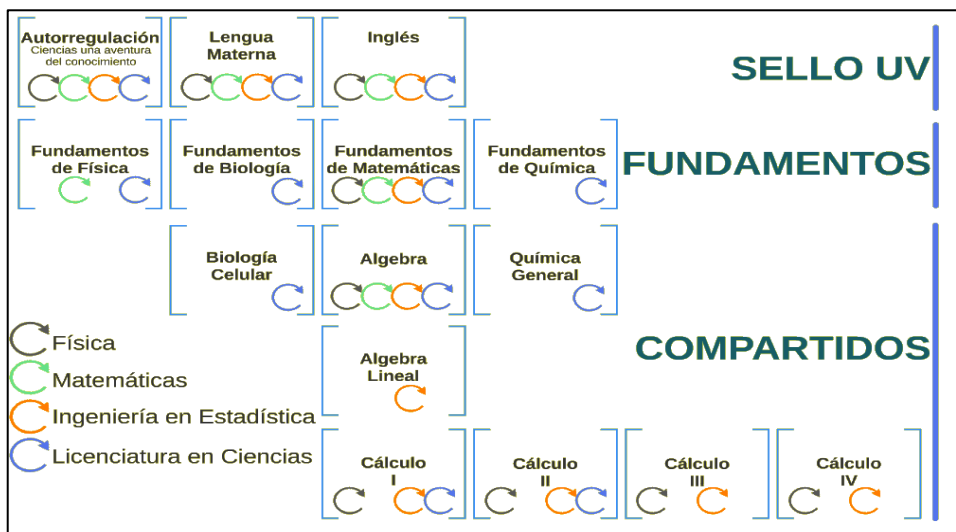 Autorregulación
Ciencias una aventura
del conocimiento
Lengua
Materna
Inglés
SELLO UV
Fundamentos
de Física
Fundamentos
de Biología
Fundamentos
de Matemáticas
Fundamentos
de Química
FUNDAMENTOS
Biología
Celular
Algebra
Química
General
COMPARTIDOS
Física
Matemáticas
Ingeniería en Estadística
Licenciatura en Ciencias
Algebra
Lineal
Cálculo
I
Cálculo
II
Cálculo
III
Cálculo
IV